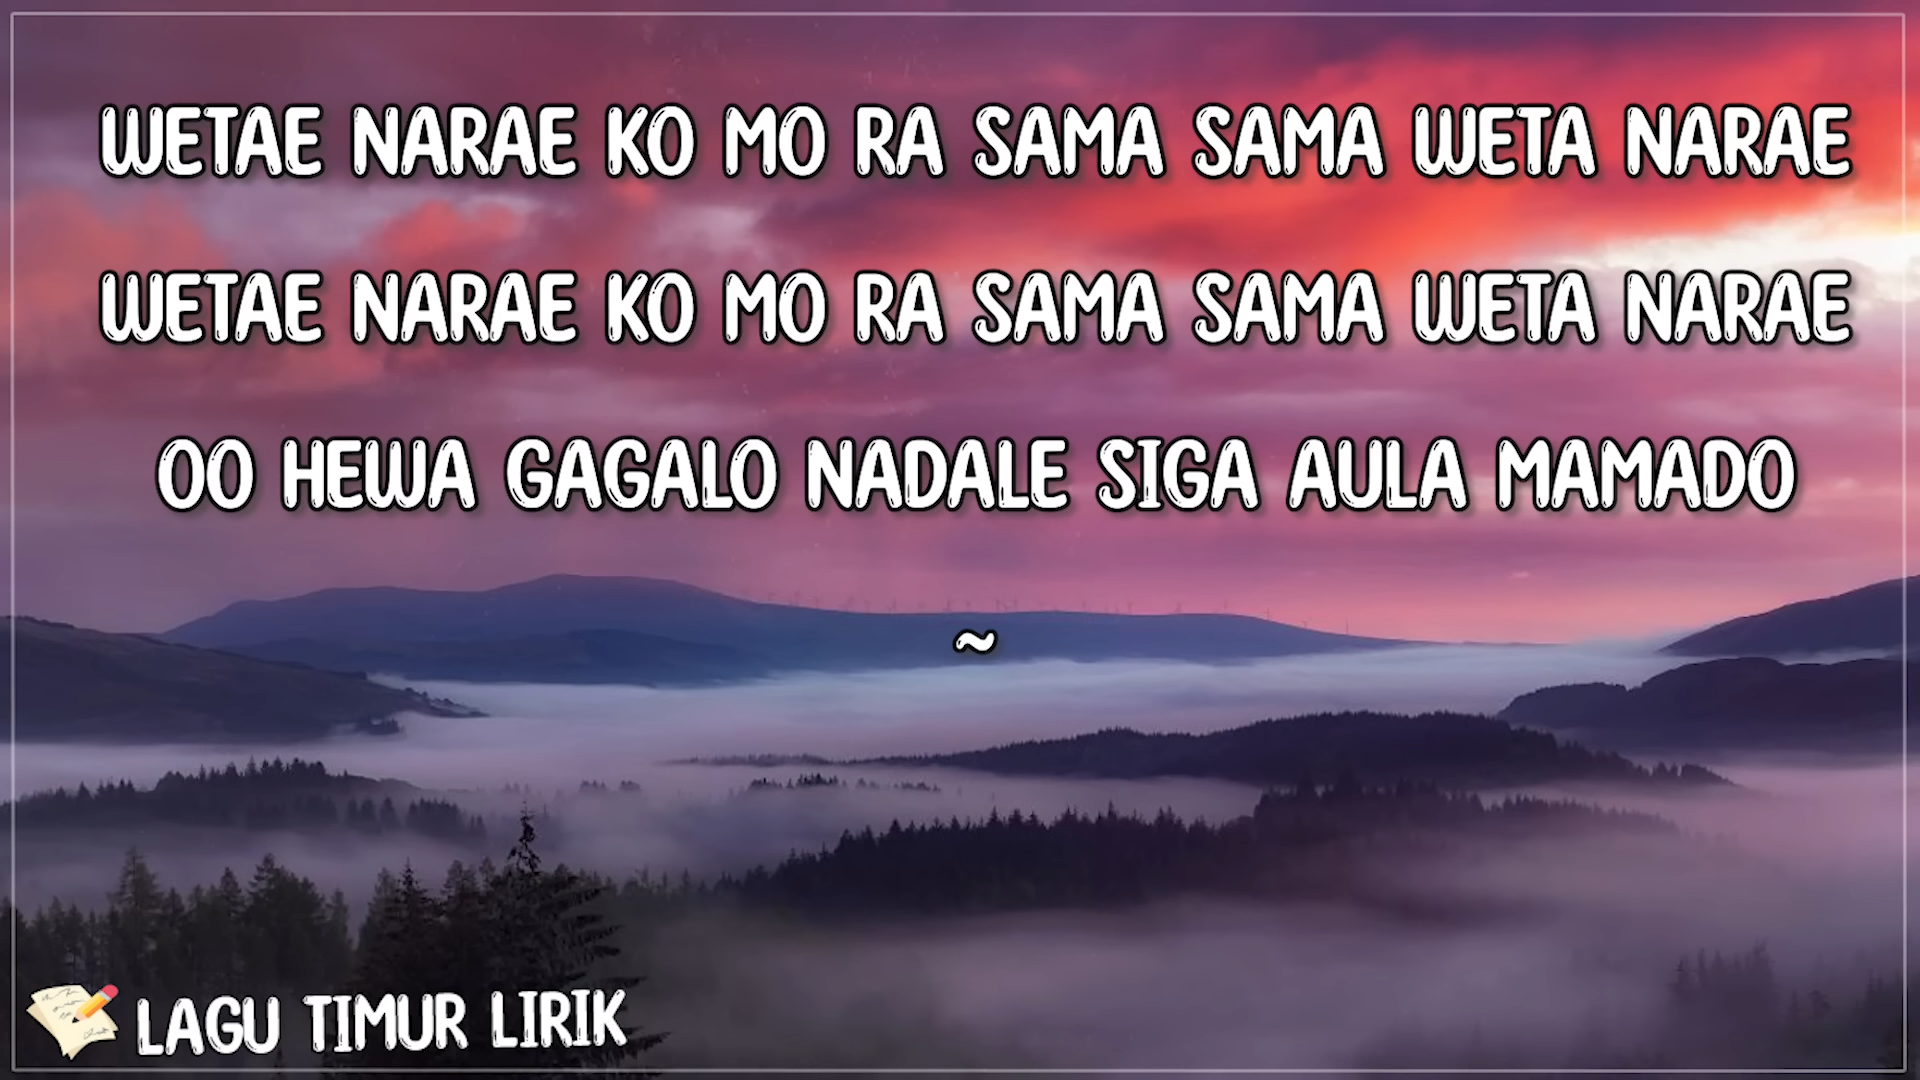 WETAE NARAE KO MO RA SAMA SAMA WETA NARAE
WETAE NARAE KO MO RA SAMA SAMA WETA NARAE
OO HEWA GAGALO NADALE SIGA AULA MAMADO
~
LAGU TIMUR LIRIK